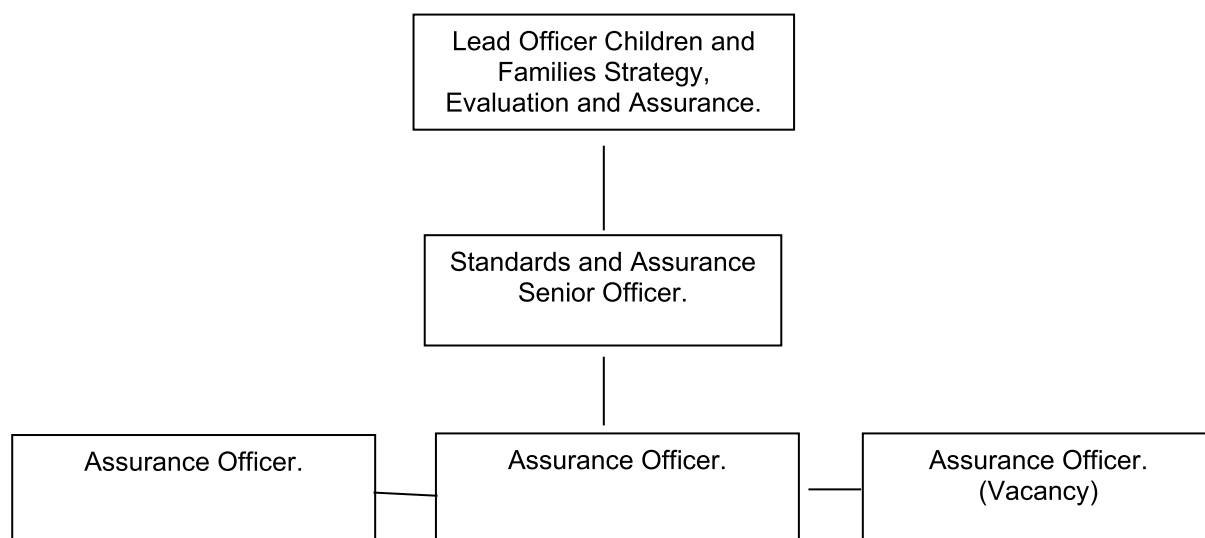 Lead Officer Children and
Families Strategy,
Evaluation and Assurance.
Standards and Assurance
Senior Officer.
Assurance Officer.
Assurance Officer.
Assurance Officer.
(Vacancy)